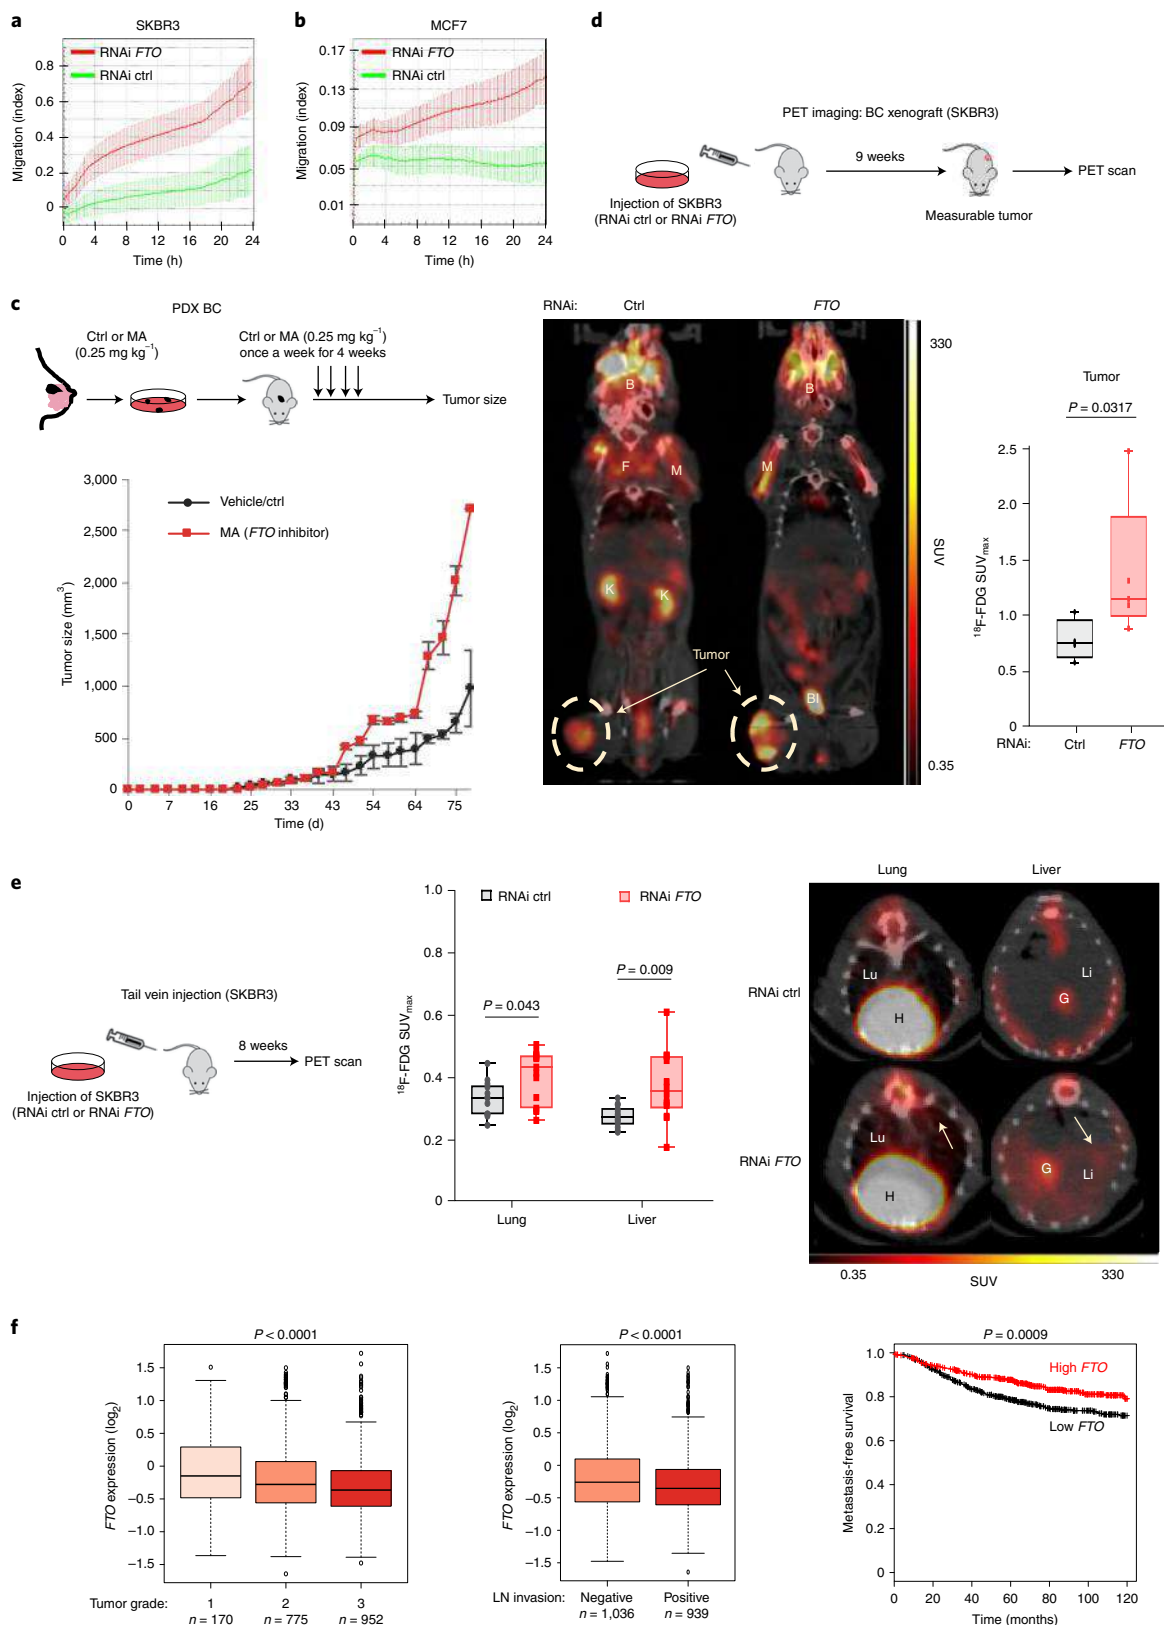 a
SKBR3
RNAi FTO
RNAi ctrl
0.8
0.6
0.4
0.2
0
Migration (index)
0 4 8 12 16 20 24
Time (h)
b
MCF7
RNAi FTO
RNAi ctrl
0.17
0.13
0.09
0.05
0.01
Migration (index)
0 4 8 12 16 20 24
Time (h)
d
PET imaging: BC xenograft (SKBR3)
9 weeks
PET scan
Injection of SKBR3
(RNAi ctrl or RNAi FTO)
Measurable tumor
c
PDX BC
Ctrl or MA
(0.25 mg kg⁻¹)
Ctrl or MA (0.25 mg kg⁻¹)
once a week for 4 weeks
Tumor size
Vehicle/ctrl
MA (FTO inhibitor)
3,000
2,500
2,000
1,500
1,000
500
0
Tumor size (mm³)
0 7 16 25 33 43 54 64 75
Time (d)
RNAi: Ctrl FTO
B
F
M
K
K
B
M
BI
Tumor
330
SUV
0.35
Tumor
P = 0.0317
2.5
2.0
1.5
1.0
0.5
0
¹⁸F-FDG SUVmax
RNAi: Ctrl FTO
e
Tail vein injection (SKBR3)
8 weeks
PET scan
Injection of SKBR3
(RNAi ctrl or RNAi FTO)
RNAi ctrl
RNAi FTO
1.0
0.8
0.6
0.4
0.2
0
¹⁸F-FDG SUVmax
P = 0.043
P = 0.009
Lung Liver
Lung Liver
RNAi ctrl
Lu
H
Li
G
RNAi FTO
Lu
H
G
Li
0.35 SUV 330
f
P < 0.0001
1.5
1.0
0.5
0
–0.5
–1.0
–1.5
FTO expression (log₂)
Tumor grade: 1 2 3
n = 170 n = 775 n = 952
P < 0.0001
1.5
1.0
0.5
0
–0.5
–1.0
–1.5
FTO expression (log₂)
LN invasion: Negative Positive
n = 1,036 n = 939
P = 0.0009
High FTO
Low FTO
1.0
0.8
0.6
0.4
0.2
0
Metastasis-free survival
0 20 40 60 80 100 120
Time (months)